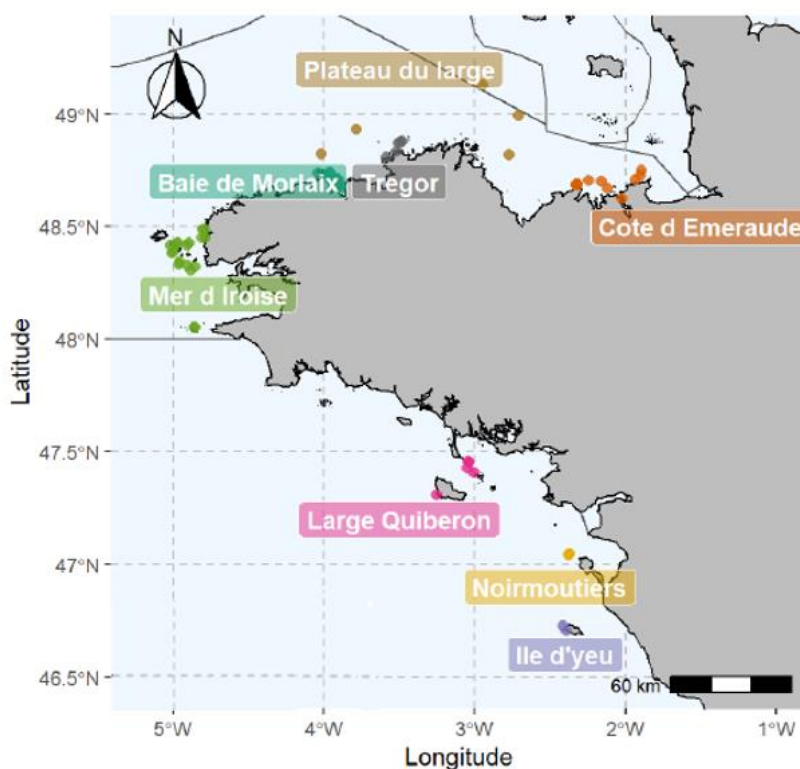 N
Plateau du large
49°N
Baie de Morlaix
Trégor
48.5°N
Cote d Emeraude
Mer d Iroise
48°N
Latitude
47.5°N
Large Quiberon
47°N
Noirmoutiers
Ile d'yeu
46.5°N
60 km
5°W
4°W
3°W
2°W
1°W
Longitude